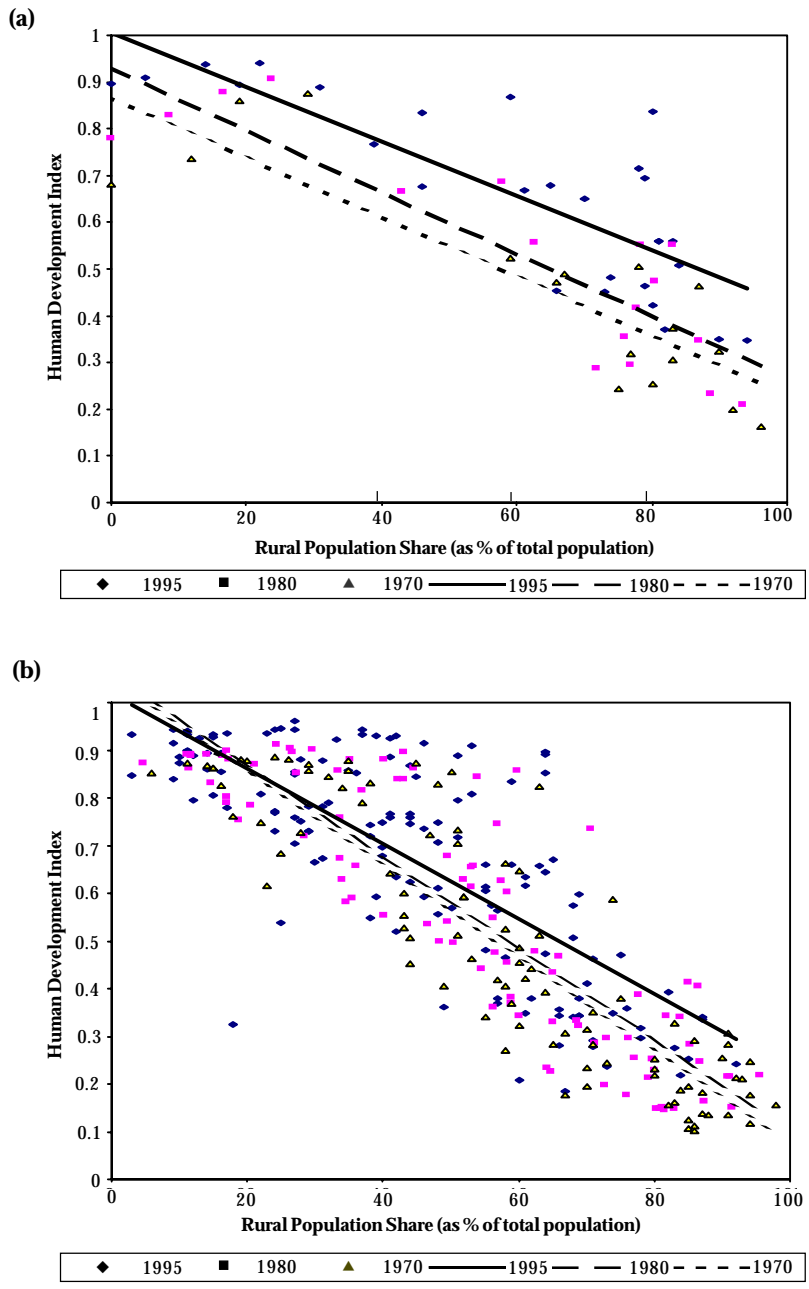 (a)
1
0.9
0.8
0.7
0.6
0.5
0.4
0.3
0.2
0.1
0
Human Development Index
0 20 40 60 80 100
Rural Population Share (as % of total population)
1995 1980 1970 1995 1980 1970
(b)
1
0.9
0.8
0.7
0.6
0.5
0.4
0.3
0.2
0.1
0
Human Development Index
0 20 40 60 80
Rural Population Share (as % of total population)
1995 1980 1970 1995 1980 1970